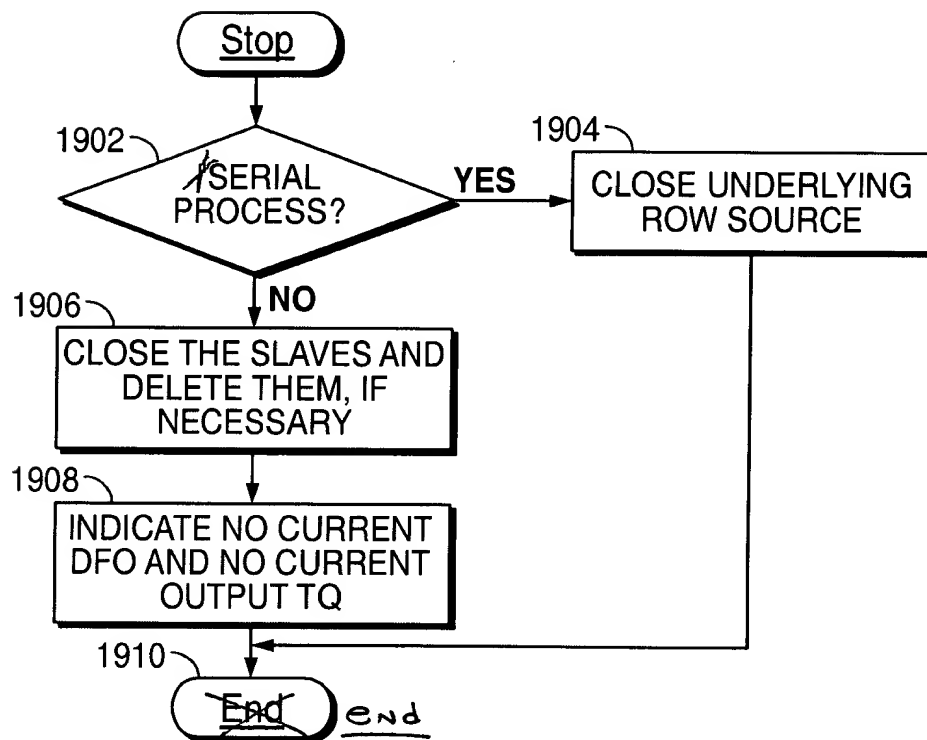 Stop
1902
SERIAL
PROCESS?
YES
1904
CLOSE UNDERLYING
ROW SOURCE
NO
1906
CLOSE THE SLAVES AND
DELETE THEM, IF
NECESSARY
1908
INDICATE NO CURRENT
DFO AND NO CURRENT
OUTPUT TQ
1910
End
end